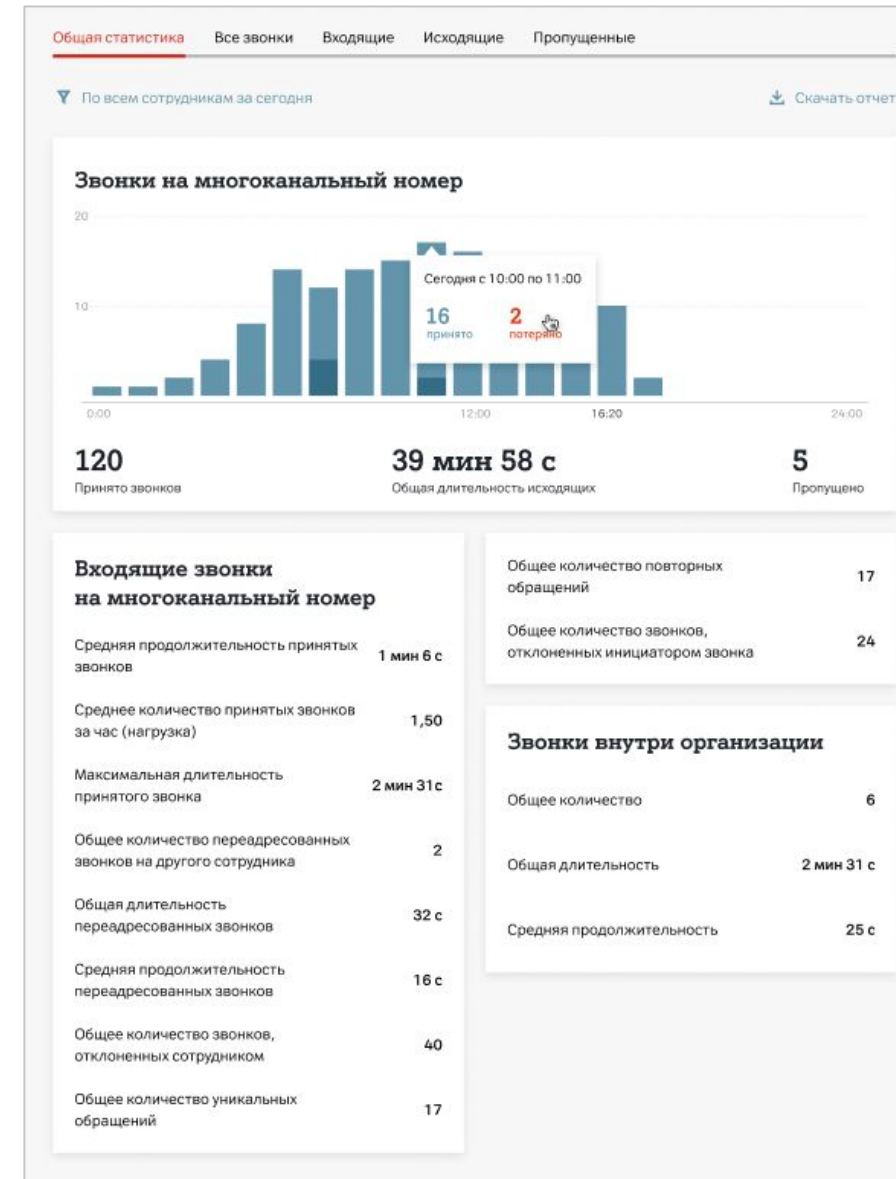 Общая статистика Все звонки Входящие Исходящие Пропущенные
По всем сотрудникам за сегодня Скачать отчет
Звонки на многоканальный номер
20
Сегодня с 10:00 по 11:00
10
16 2
принято потеряно
0:00 12:00 16:20 24:00
120 39 мин 58 с 5
Принято звонков Общая длительность исходящих Пропущено
Входящие звонки
на многоканальный номер
Средняя продолжительность принятых
звонков 1 мин 6 с
Среднее количество принятых звонков
за час (нагрузка) 1,50
Максимальная длительность
принятого звонка 2 мин 31 с
Общее количество переадресованных
звонков на другого сотрудника 2
Общая длительность
переадресованных звонков 32 с
Средняя продолжительность
переадресованных звонков 16 с
Общее количество звонков,
отклоненных сотрудником 40
Общее количество уникальных
обращений 17
Общее количество повторных
обращений 17
Общее количество звонков,
отклоненных инициатором звонка 24
Звонки внутри организации
Общее количество 6
Общая длительность 2 мин 31 с
Средняя продолжительность 25 с